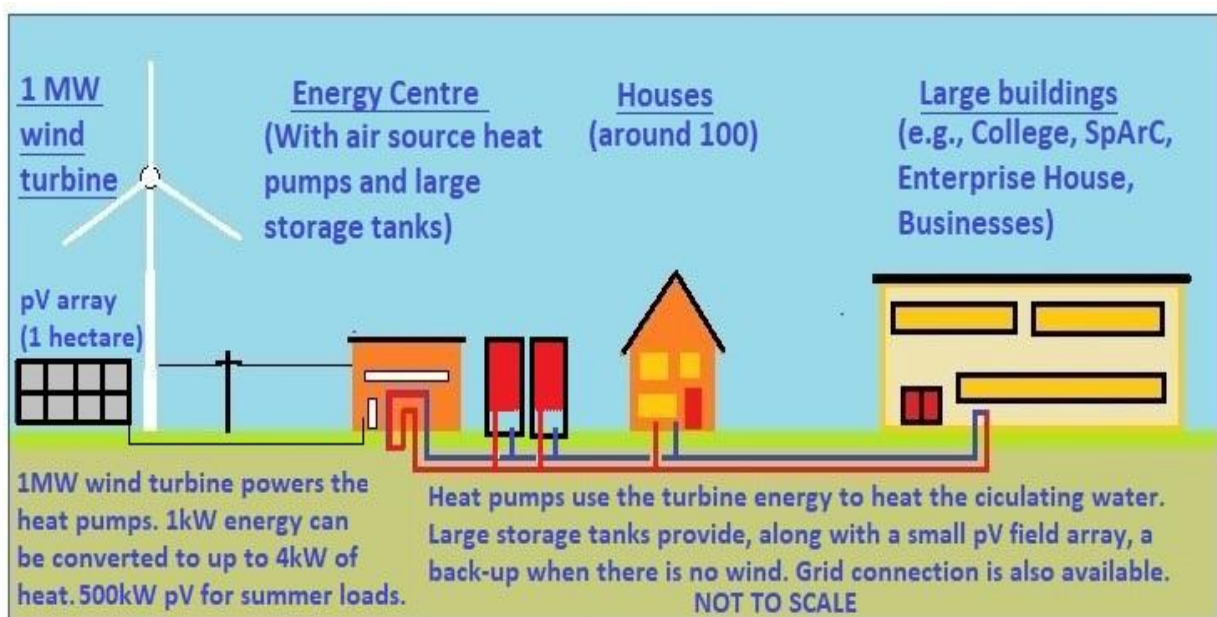 1 MW
wind
turbine
Energy Centre
(With air source heat
pumps and large
storage tanks)
Houses
(around 100)
Large buildings
(e.g., College, SpArC,
Enterprise House,
Businesses)
pV array
(1 hectare)
1MW wind turbine powers the
heat pumps. 1kW energy can
be converted to up to 4kW of
heat. 500kW pV for summer loads.
Heat pumps use the turbine energy to heat the ciculating water.
Large storage tanks provide, along with a small pV field array, a
back-up when there is no wind. Grid connection is also available.
NOT TO SCALE